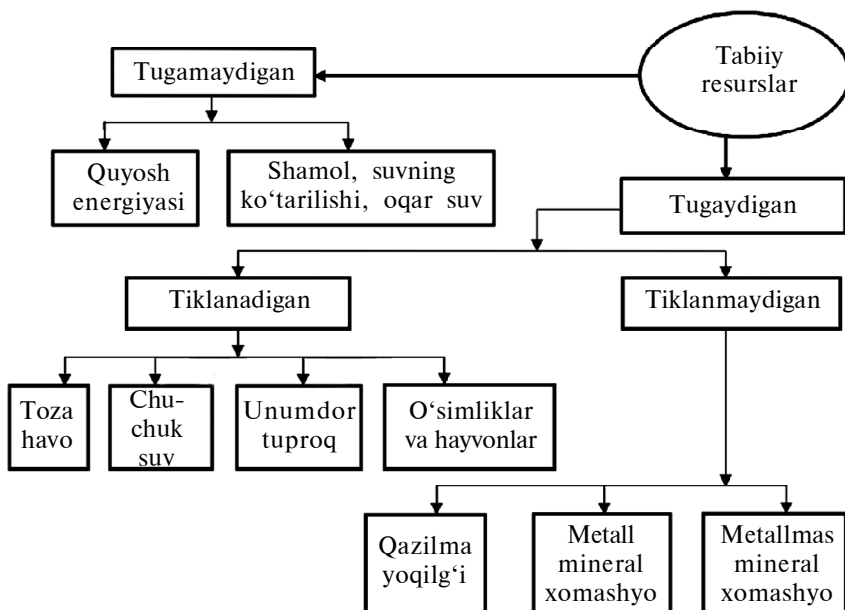 Tabiiy
resurslar
Tugamaydigan
Quyosh
energiyasi
Shamol, suvning
ko‘tarilishi, oqar suv
Tugaydigan
Tiklanadigan
Tiklanmaydigan
Toza
havo
Chu-
chuk
suv
Unumdor
tuproq
O‘simliklar
va hayvonlar
Qazilma
yoqilg‘i
Metall
mineral
xomashyo
Metallmas
mineral
xomashyo